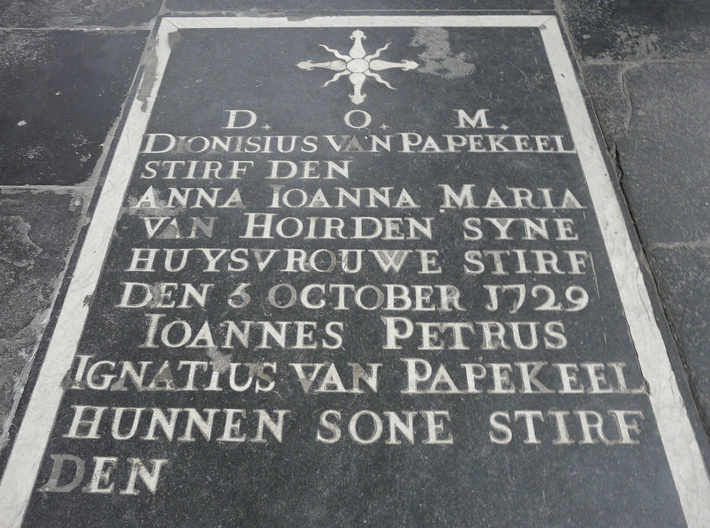 D. O. M.
DIONISIUS VAN PAPEKEEL
STIRF DEN
ANNA IOANNA MARIA
VAN HOIRDEN SYNE
HUYSVROUWE STIRF
DEN 6 OCTOBER 1729
IOANNES PETRUS
IGNATIUS VAN PAPEKEEL
HUNNEN SONE STIRF
DEN